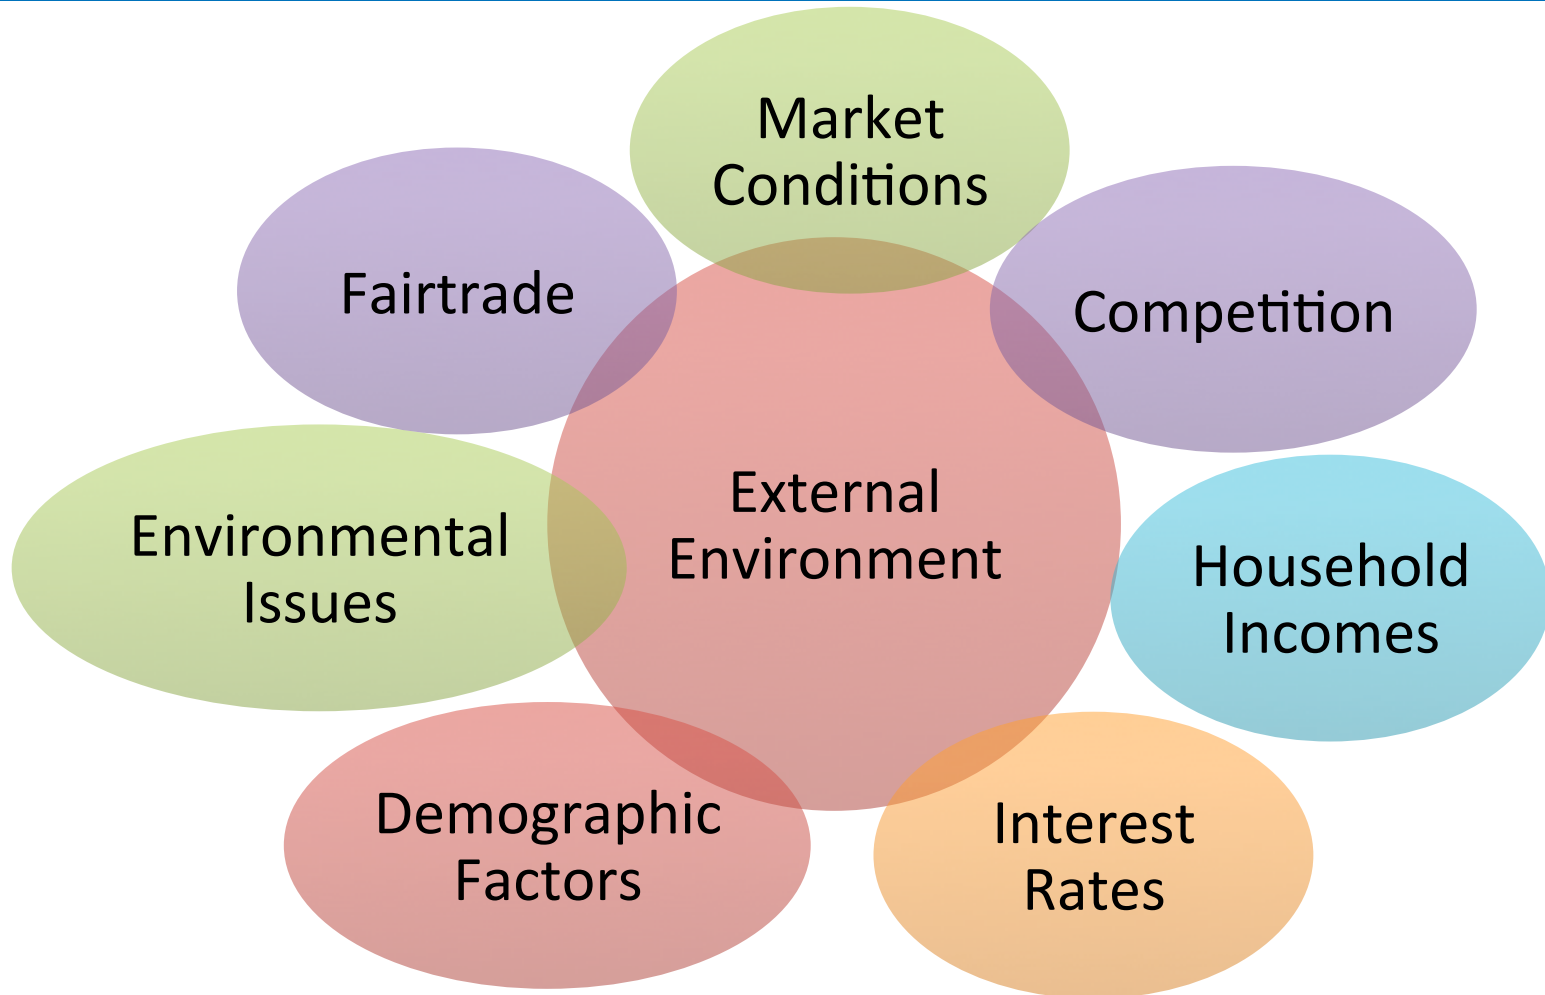 Market
Conditions
Fairtrade
Competition
External
Environment
Environmental
Issues
Household
Incomes
Demographic
Factors
Interest
Rates